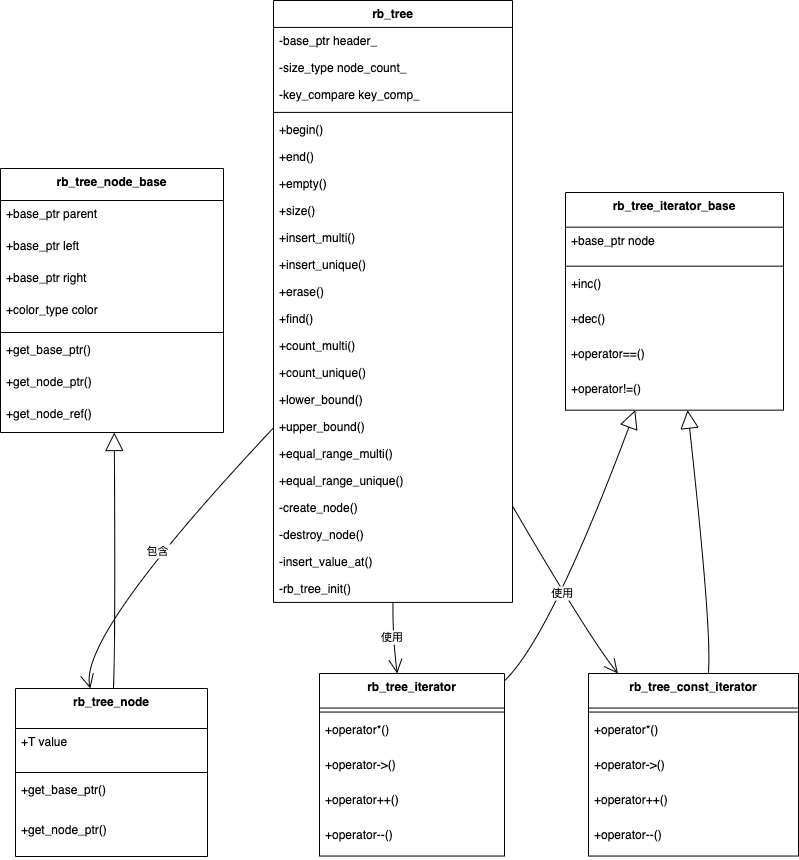 rb_tree
-base_ptr header_
-size_type node_count_
-key_compare key_comp_
+begin()
+end()
+empty()
+size()
+insert_multi()
+insert_unique()
+erase()
+find()
+count_multi()
+count_unique()
+lower_bound()
+upper_bound()
+equal_range_multi()
+equal_range_unique()
-create_node()
-destroy_node()
-insert_value_at()
-rb_tree_init()
rb_tree_node_base
+base_ptr parent
+base_ptr left
+base_ptr right
+color_type color
+get_base_ptr()
+get_node_ptr()
+get_node_ref()
rb_tree_iterator_base
+base_ptr node
+inc()
+dec()
+operator==()
+operator!=()
包含
使用
使用
rb_tree_node
+T value
+get_base_ptr()
+get_node_ptr()
rb_tree_iterator
+operator*()
+operator->()
+operator++()
+operator--()
rb_tree_const_iterator
+operator*()
+operator->()
+operator++()
+operator--()